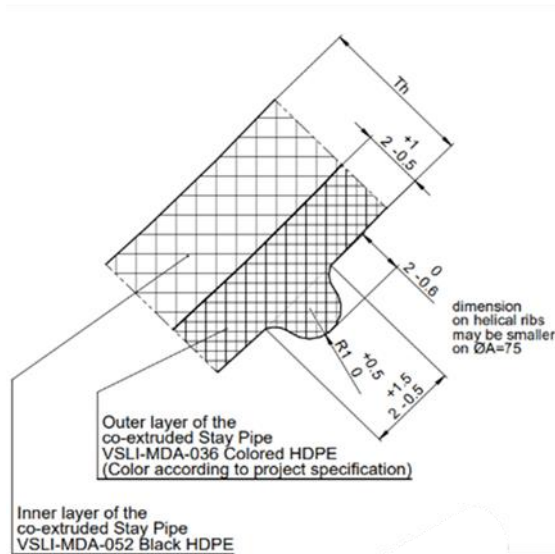 Th
+1
2 -0.5
0
2 -0.6
dimension
on helical ribs
may be smaller
on ØA=75
R1 +0.5
0
+1.5
2 -0.5
Outer layer of the
co-extruded Stay Pipe
VSLI-MDA-036 Colored HDPE
(Color according to project specification)
Inner layer of the
co-extruded Stay Pipe
VSLI-MDA-052 Black HDPE